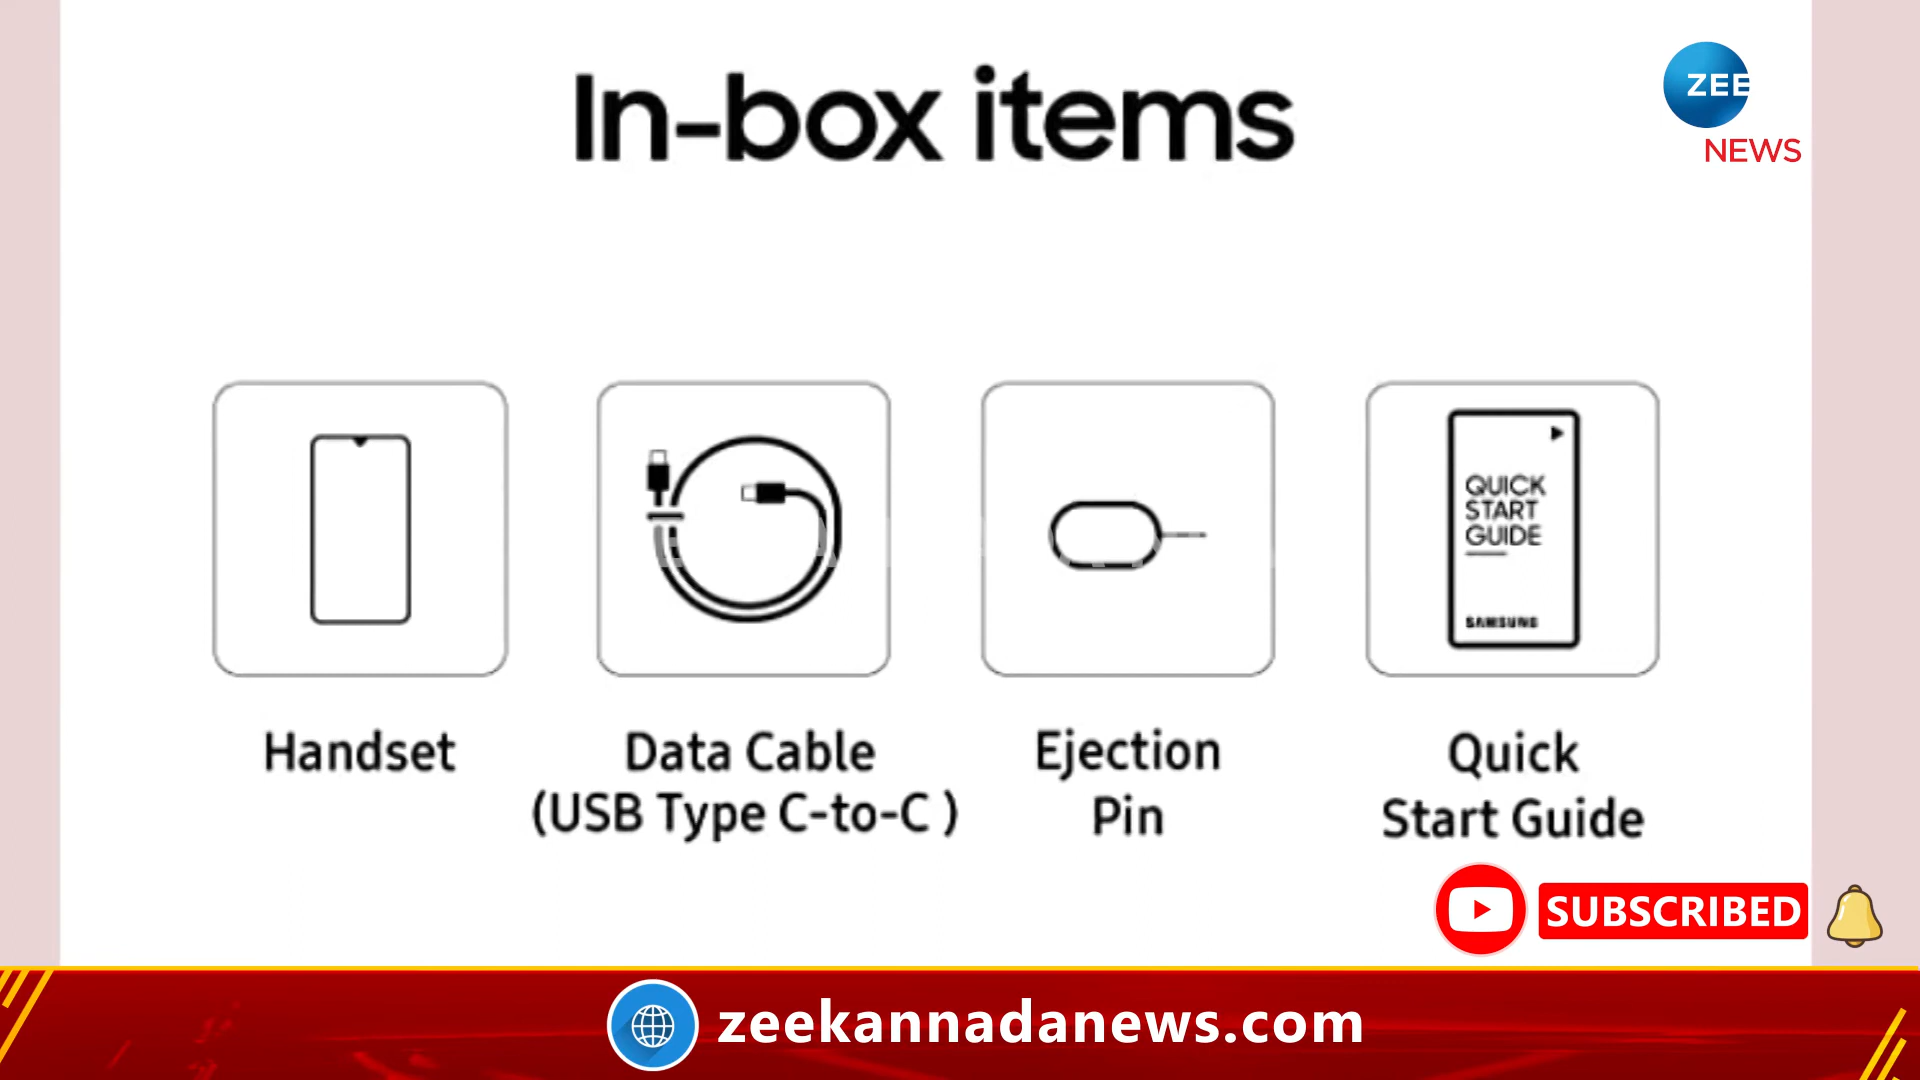 In-box items
ZEE
NEWS
QUICK
START
GUIDE
SAMSUNG
Handset
Data Cable
(USB Type C-to-C )
Ejection
Pin
Quick
Start Guide
SUBSCRIBED
zeekannadanews.com